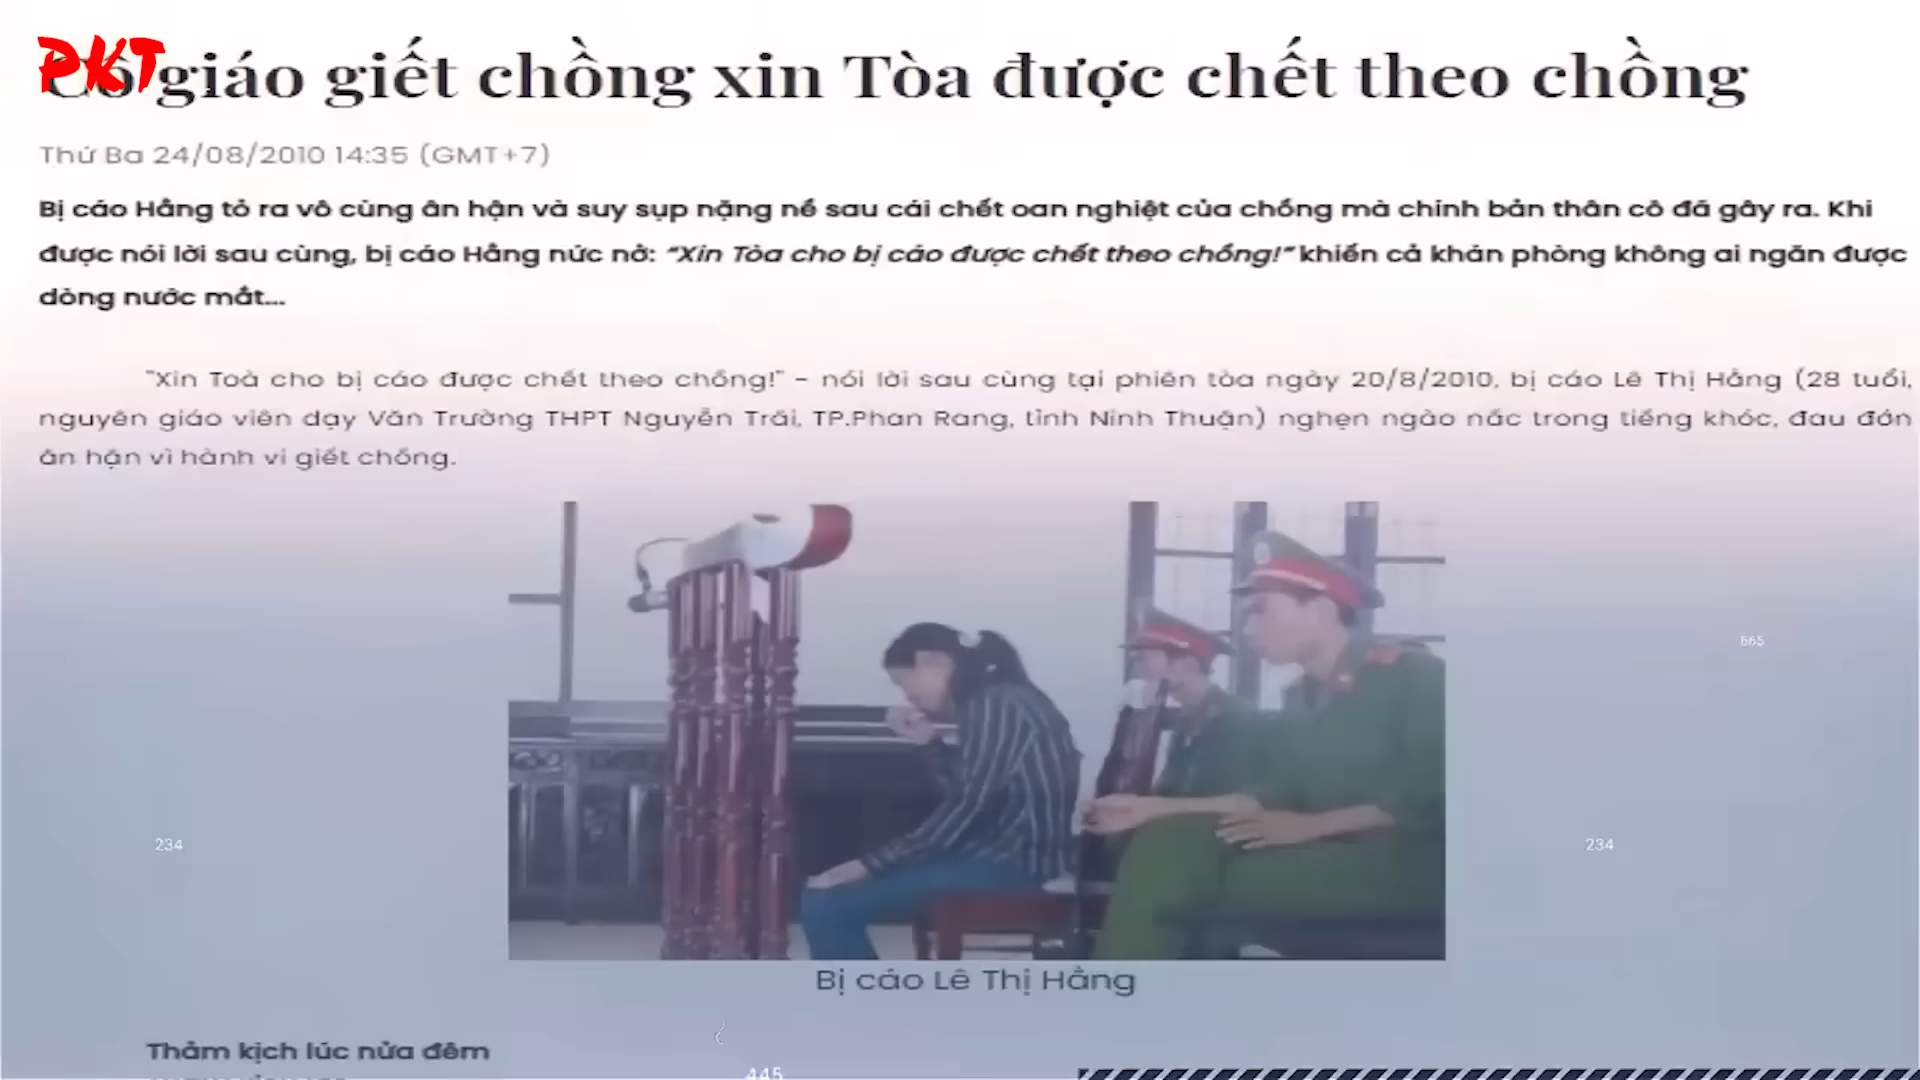 PKT
Cô giáo giết chồng xin Tòa được chết theo chồng
Thứ Ba 24/08/2010 14:35 (GMT+7)
Bị cáo Hằng tỏ ra vô cùng ân hận và suy sụp nặng nề sau cái chết oan nghiệt của chồng mà chính bản thân cô đã gây ra. Khi
được nói lời sau cùng, bị cáo Hằng nức nở: “Xin Tòa cho bị cáo được chết theo chồng!” khiến cả khán phòng không ai ngăn được
dòng nước mắt...
"Xin Toà cho bị cáo được chết theo chồng!" – nói lời sau cùng tại phiên tòa ngày 20/8/2010, bị cáo Lê Thị Hằng (28 tuổi,
nguyên giáo viên dạy Văn Trường THPT Nguyễn Trãi, TP.Phan Rang, tỉnh Ninh Thuận) nghẹn ngào nấc trong tiếng khóc, đau đớn
ân hận vì hành vi giết chồng.
665
234
234
Bị cáo Lê Thị Hằng
Thảm kịch lúc nửa đêm
445